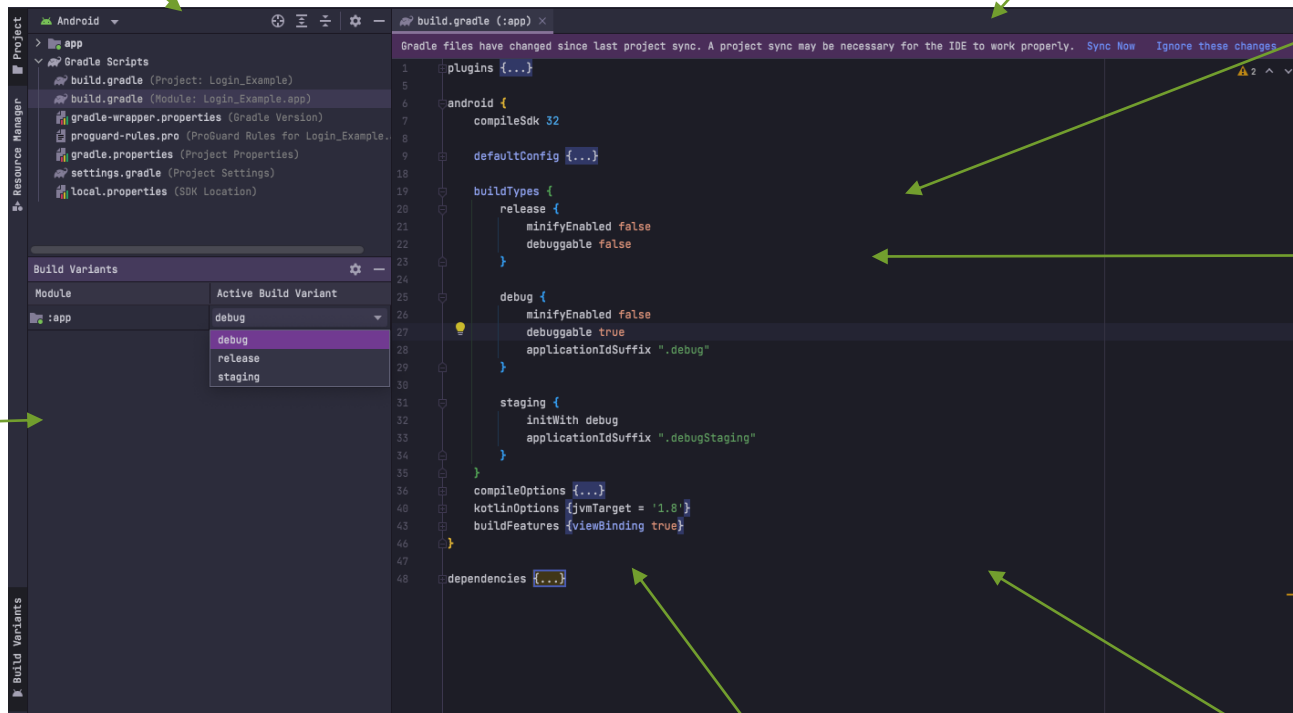 Project
Resource Manager
Build Variants
Android
app
Gradle Scripts
build.gradle (Project: Login_Example)
build.gradle (Module: Login_Example.app)
gradle-wrapper.properties (Gradle Version)
proguard-rules.pro (ProGuard Rules for Login_Example.
gradle.properties (Project Properties)
settings.gradle (Project Settings)
local.properties (SDK Location)
Build Variants
Module Active Build Variant
:app debug
debug
release
staging
build.gradle (:app)
Gradle files have changed since last project sync. A project sync may be necessary for the IDE to work properly. Sync Now Ignore these changes
2
1 plugins {...}
5
6 android {
7 compileSdk 32
8
9 defaultConfig {...}
18
19 buildTypes {
20 release {
21 minifyEnabled false
22 debuggable false
23 }
24
25 debug {
26 minifyEnabled false
27 debuggable true
28 applicationIdSuffix ".debug"
29 }
30
31 staging {
32 initWith debug
33 applicationIdSuffix ".debugStaging"
34 }
35 }
36 compileOptions {...}
40 kotlinOptions {jvmTarget = '1.8'}
43 buildFeatures {viewBinding true}
46 }
47
48 dependencies {...}